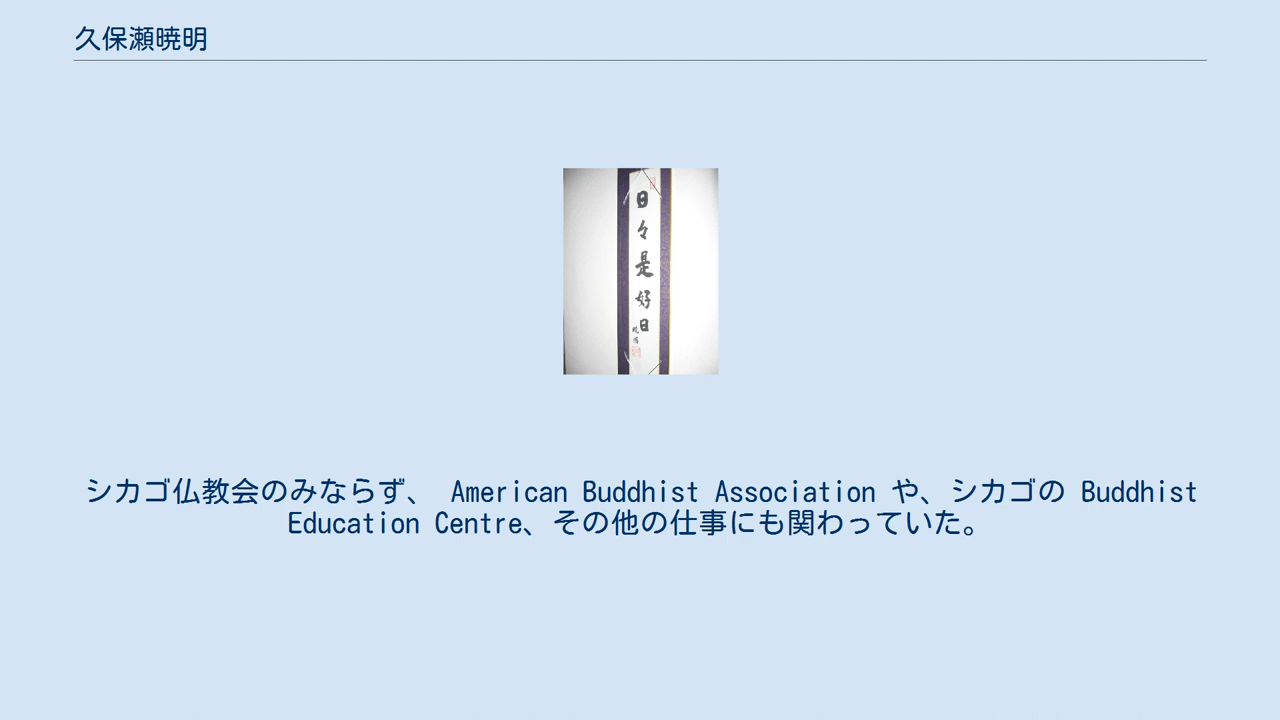 久保瀬暁明
日々是好日
シカゴ仏教会のみならず、 American Buddhist Association や、シカゴの Buddhist
Education Centre、その他の仕事にも関わっていた。